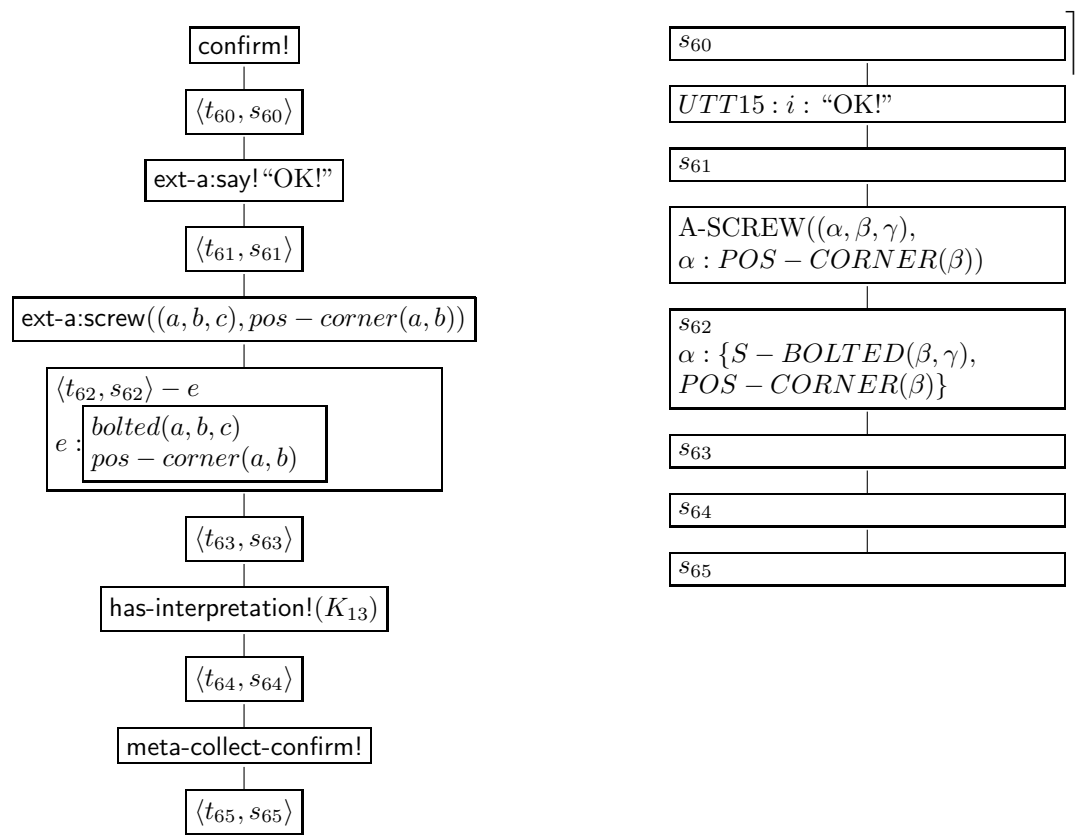 confirm!
⟨t₆₀, s₆₀⟩
ext-a:say! “OK!”
⟨t₆₁, s₆₁⟩
ext-a:screw((a, b, c), pos − corner(a, b))
⟨t₆₂, s₆₂⟩ − e
e :
bolted(a, b, c)
pos − corner(a, b)
⟨t₆₃, s₆₃⟩
has-interpretation!(K₁₃)
⟨t₆₄, s₆₄⟩
meta-collect-confirm!
⟨t₆₅, s₆₅⟩
s₆₀
UTT15 : i : “OK!”
s₆₁
A-SCREW((α, β, γ),
α : POS − CORNER(β))
s₆₂
α : {S − BOLTED(β, γ),
POS − CORNER(β)}
s₆₃
s₆₄
s₆₅